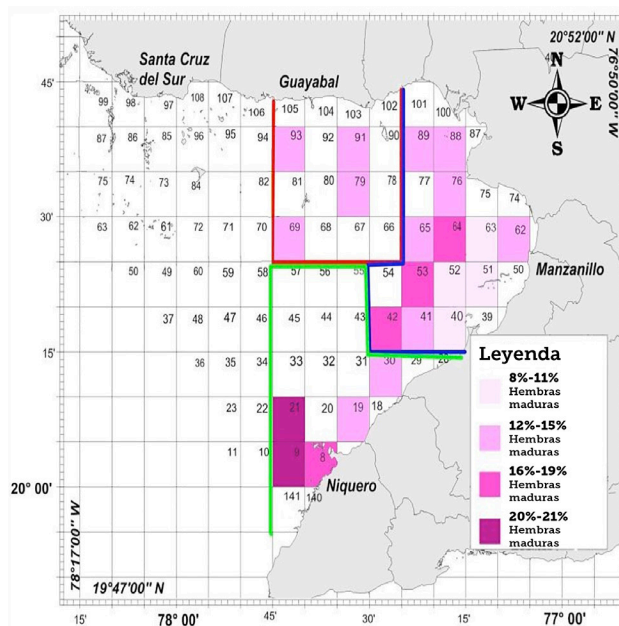 20°52'00" N
76°50'00" W
Santa Cruz
del Sur
Guayabal
N
W E
S
45'
99 98 97 108 107 106 105 104 103 102 101 100
87 86 85 96 95 94 93 92 91 90 89 88 87
75 74 73 84 82 81 80 79 78 77 76 75 74
30'
63 62 61 72 71 70 69 68 67 66 65 64 63 62
50 49 60 59 58 57 56 55 54 53 52 51 50
Manzanillo
37 48 47 46 45 44 43 42 41 40 39
15'
36 35 34 33 32 31 30 29 28
23 22 21 20 19 18
11 10 9 8
20° 00'
Niquero
141 140
Leyenda
8%-11%
Hembras
maduras
12%-15%
Hembras
maduras
16%-19%
Hembras
maduras
20%-21%
Hembras
maduras
78°17'00" W
19°47'00" N
15' 78° 00' 45' 30' 15' 77° 00'